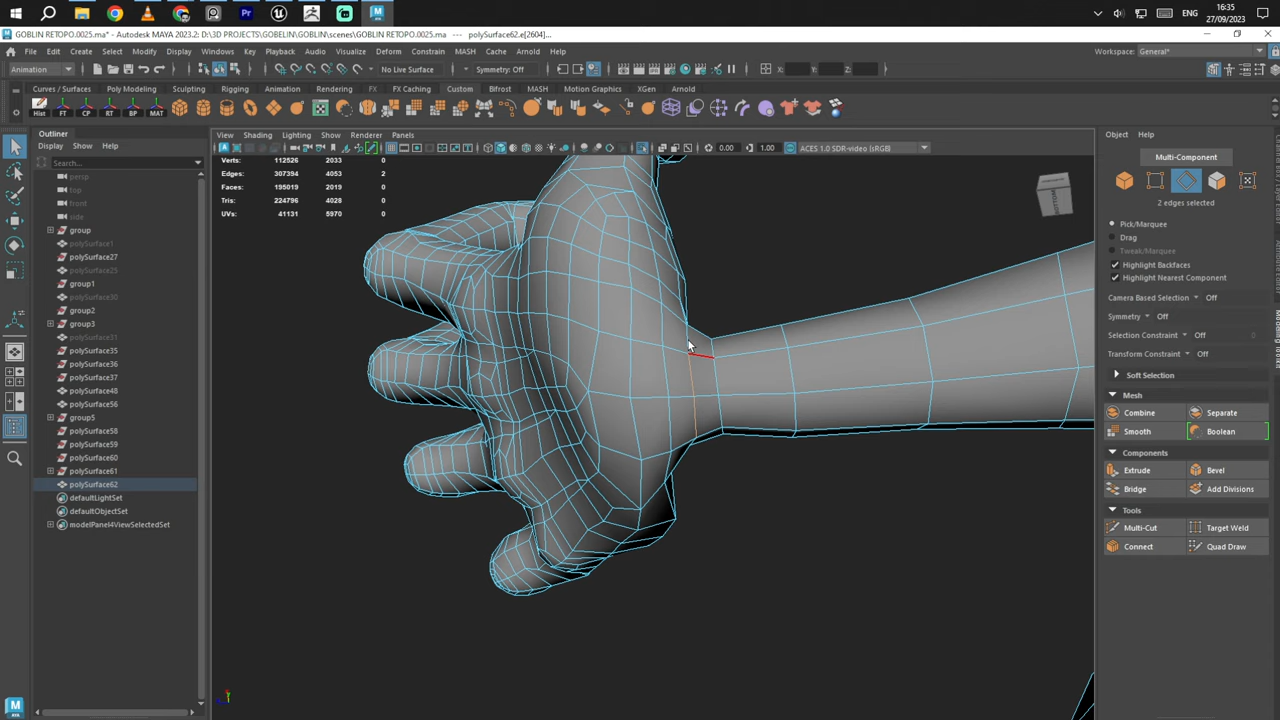 16:35
ENG
27/09/2023
GOBLIN RETOPO.0025.ma* - Autodesk MAYA 2023.2: D:\3D PROJECTS\GOBELIN\GOBLIN\scenes\GOBLIN RETOPO.0025.ma --- polySurface62.e[2604]...
File Edit Create Select Modify Display Windows Key Playback Audio Visualize Deform Constrain MASH Cache Arnold Help
Workspace: General*
Animation No Live Surface Symmetry: Off X: Y: Z:
Curves / Surfaces Poly Modeling Sculpting Rigging Animation Rendering FX FX Caching Custom Bifrost MASH Motion Graphics XGen Arnold
Hist FT CP RT BP MAT
Outliner
Display Show Help
Search...
persp
top
front
side
group
polySurface1
polySurface27
polySurface25
group1
polySurface30
group2
group3
polySurface31
polySurface35
polySurface36
polySurface37
polySurface48
polySurface56
group5
polySurface58
polySurface59
polySurface60
polySurface61
polySurface62
defaultLightSet
defaultObjectSet
modelPanel4ViewSelectedSet
View Shading Lighting Show Renderer Panels
0.00 1.00 ACES 1.0 SDR-video (sRGB)
Verts: 112526 2033 0
Edges: 307394 4053 2
Faces: 195019 2019 0
Tris: 224796 4028 0
UVs: 41131 5970 0
BOTTOM
Object Help
Multi-Component
2 edges selected
Pick/Marquee
Drag
Tweak/Marquee
Highlight Backfaces
Highlight Nearest Component
Camera Based Selection Off
Symmetry Off
Selection Constraint Off
Transform Constraint Off
Soft Selection
Mesh
Combine Separate
Smooth Boolean
Components
Extrude Bevel
Bridge Add Divisions
Tools
Multi-Cut Target Weld
Connect Quad Draw